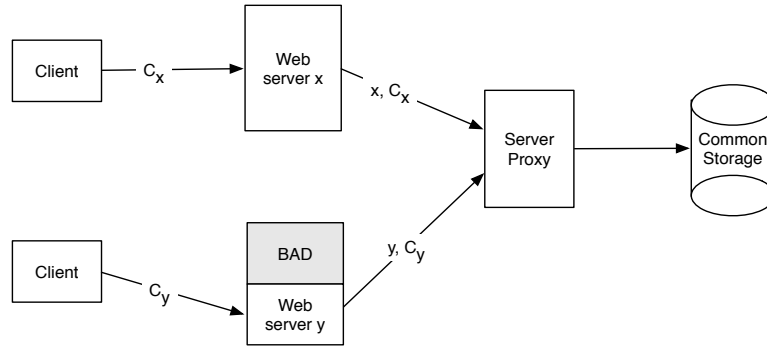 Client
Cx
Web
server x
x, Cx
Server
Proxy
Common
Storage
Client
Cy
BAD
Web
server y
y, Cy